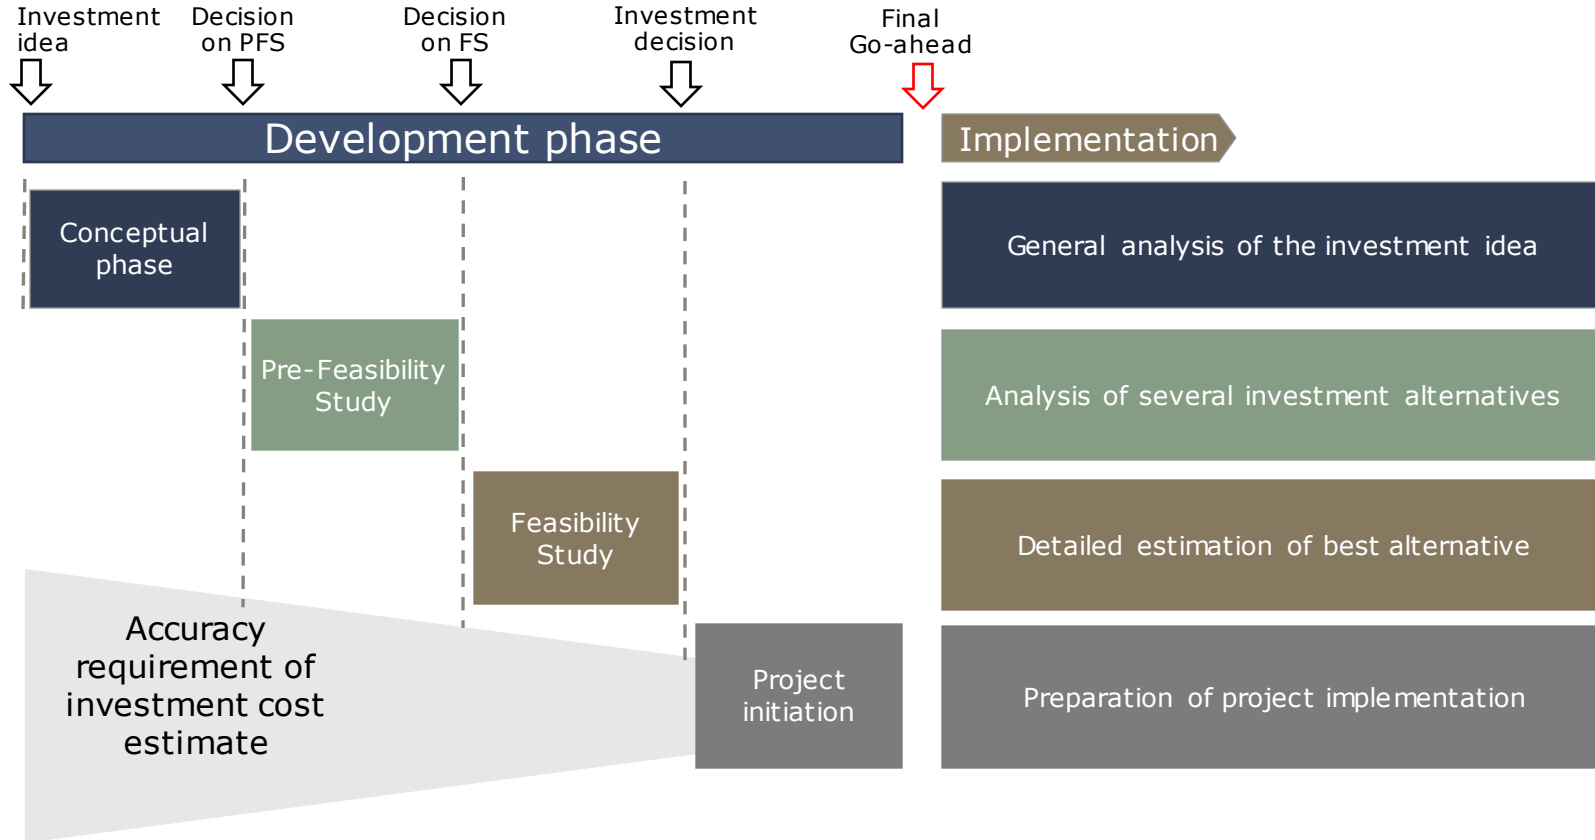 Investment
idea
Decision
on PFS
Decision
on FS
Investment
decision
Final
Go-ahead
Development phase
Implementation
Conceptual
phase
General analysis of the investment idea
Pre-Feasibility
Study
Analysis of several investment alternatives
Feasibility
Study
Detailed estimation of best alternative
Accuracy
requirement of
investment cost
estimate
Project
initiation
Preparation of project implementation